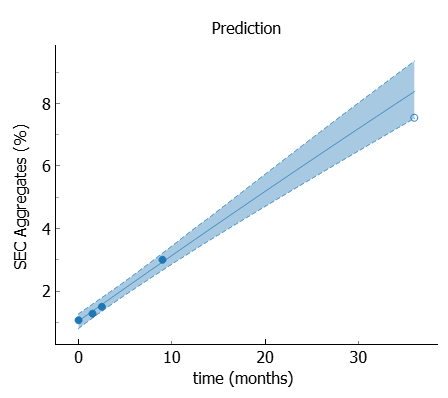 Prediction
8
6
4
2
SEC Aggregates (%)
0 10 20 30
time (months)